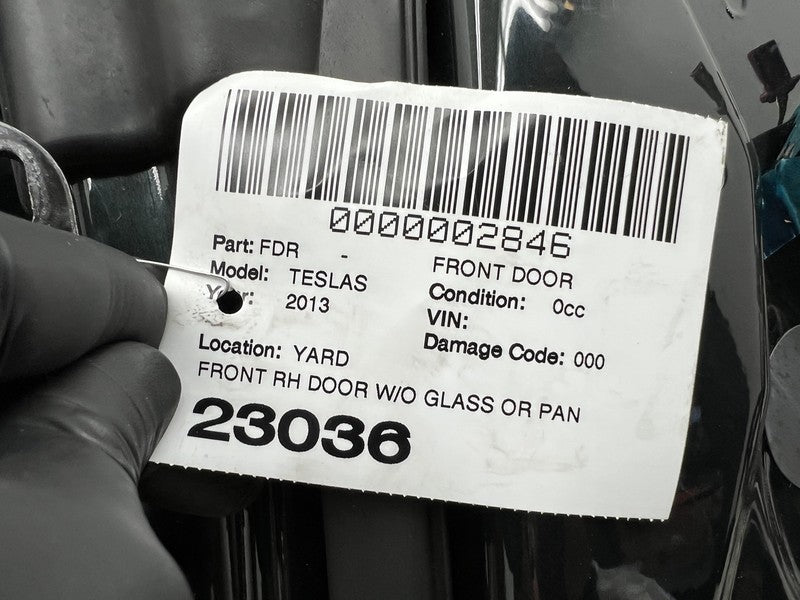 0000002846
Part: FDR - FRONT DOOR
Model: TESLAS Condition: 0cc
Year: 2013 VIN:
Location: YARD Damage Code: 000
FRONT RH DOOR W/O GLASS OR PAN
23036